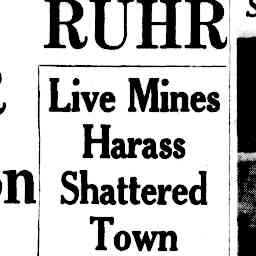 RUHR
Live Mines
Harass
Shattered
Town